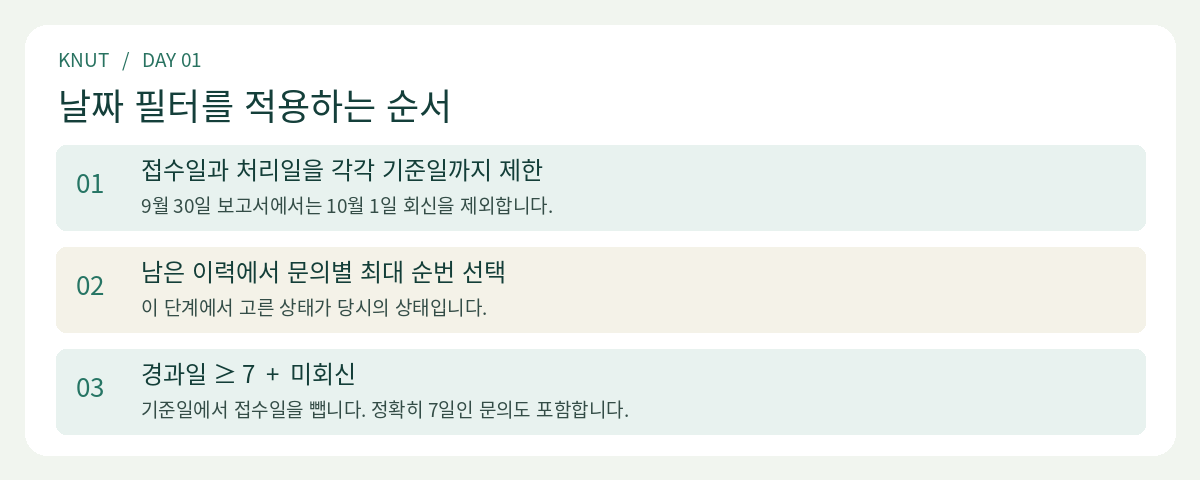 KNUT / DAY 01
날짜 필터를 적용하는 순서
01
접수일과 처리일을 각각 기준일까지 제한
9월 30일 보고서에서는 10월 1일 회신을 제외합니다.
02
남은 이력에서 문의별 최대 순번 선택
이 단계에서 고른 상태가 당시의 상태입니다.
03
경과일 ≥ 7 + 미회신
기준일에서 접수일을 뺍니다. 정확히 7일인 문의도 포함합니다.